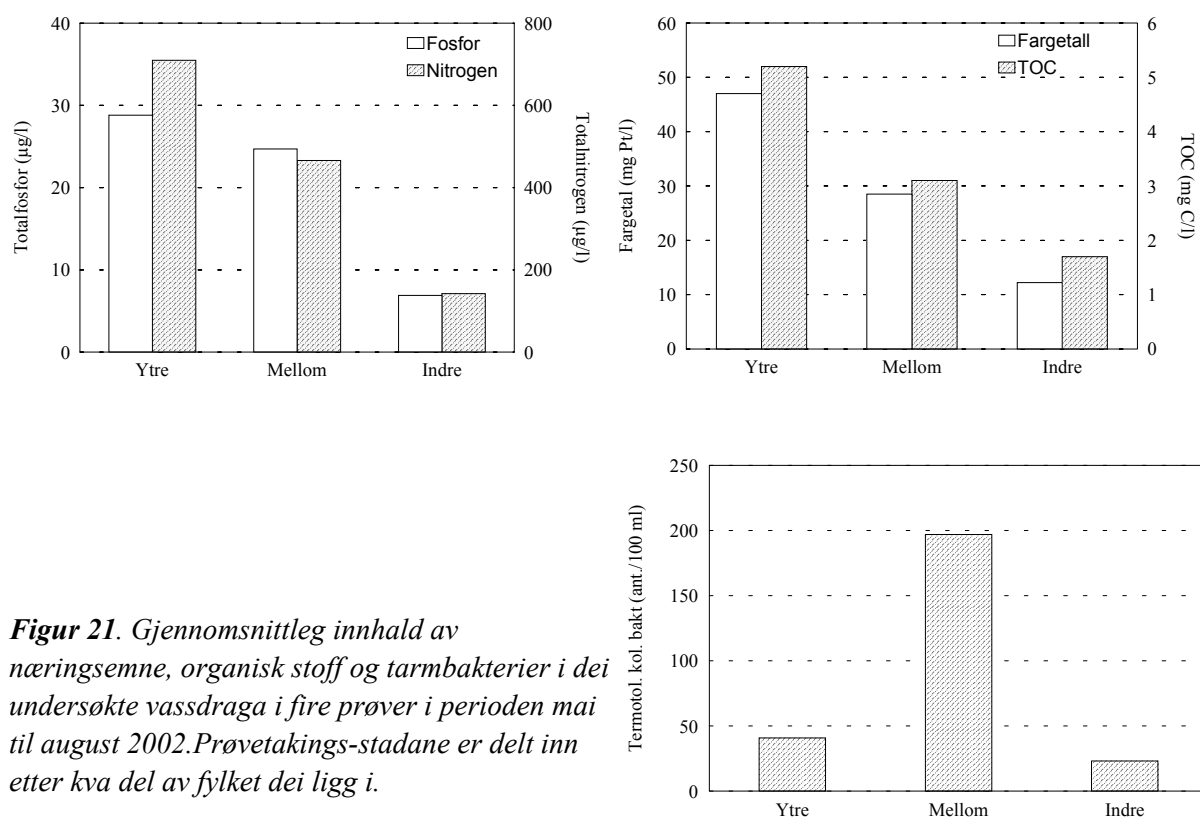 40
30
20
10
0
Totalfosfor (µg/l)
Fosfor
Nitrogen
800
600
400
200
0
Totalnitrogen (µg/l)
Ytre Mellom Indre
60
50
40
30
20
10
0
Fargetal (mg Pt/l)
Fargetall
TOC
6
5
4
3
2
1
0
TOC (mg C/l)
Ytre Mellom Indre
Figur 21. Gjennomsnittleg innhald av
næringsemne, organisk stoff og tarmbakterier i dei
undersøkte vassdraga i fire prøver i perioden mai
til august 2002.Prøvetakings-stadane er delt inn
etter kva del av fylket dei ligg i.
250
200
150
100
50
0
Termotol. kol. bakt (ant./100 ml)
Ytre Mellom Indre